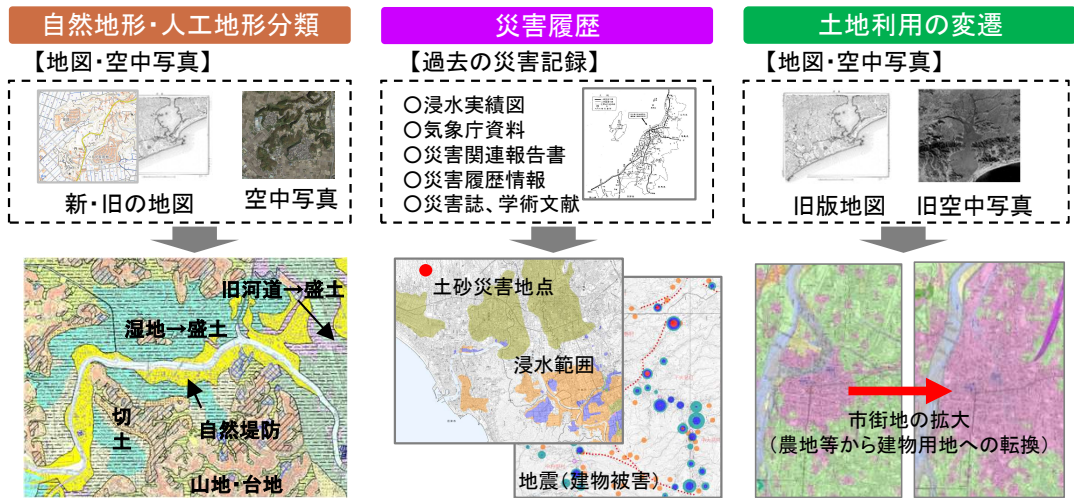 自然地形・人工地形分類
【地図・空中写真】
新・旧の地図
空中写真
旧河道→盛土
湿地→盛土
切土
自然堤防
山地・台地
災害履歴
【過去の災害記録】
○浸水実績図
○気象庁資料
○災害関連報告書
○災害履歴情報
○災害誌、学術文献
土砂災害地点
浸水範囲
地震(建物被害)
土地利用の変遷
【地図・空中写真】
旧版地図
旧空中写真
市街地の拡大
(農地等から建物用地への転換)